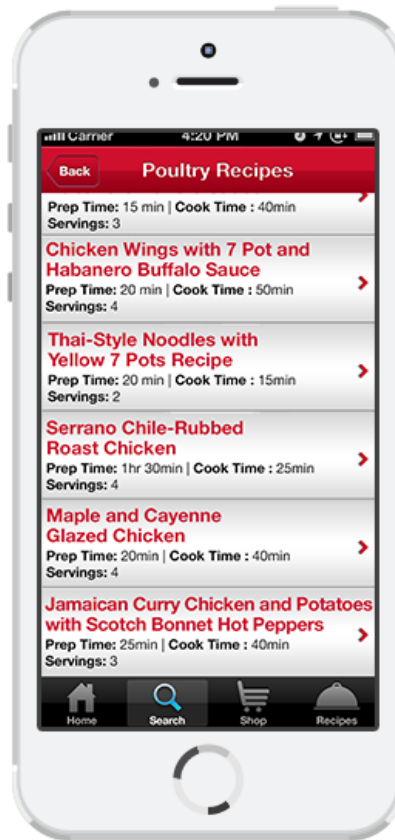 Carrier 4:20 PM
Back Poultry Recipes
Prep Time: 15 min | Cook Time : 40min
Servings: 3
Chicken Wings with 7 Pot and
Habanero Buffalo Sauce
Prep Time: 20 min | Cook Time : 50min
Servings: 4
Thai-Style Noodles with
Yellow 7 Pots Recipe
Prep Time: 20 min | Cook Time : 15min
Servings: 2
Serrano Chile-Rubbed
Roast Chicken
Prep Time: 1hr 30min | Cook Time : 25min
Servings: 4
Maple and Cayenne
Glazed Chicken
Prep Time: 20min | Cook Time : 40min
Servings: 4
Jamaican Curry Chicken and Potatoes
with Scotch Bonnet Hot Peppers
Prep Time: 25min | Cook Time : 40min
Servings: 3
Home Search Shop Recipes